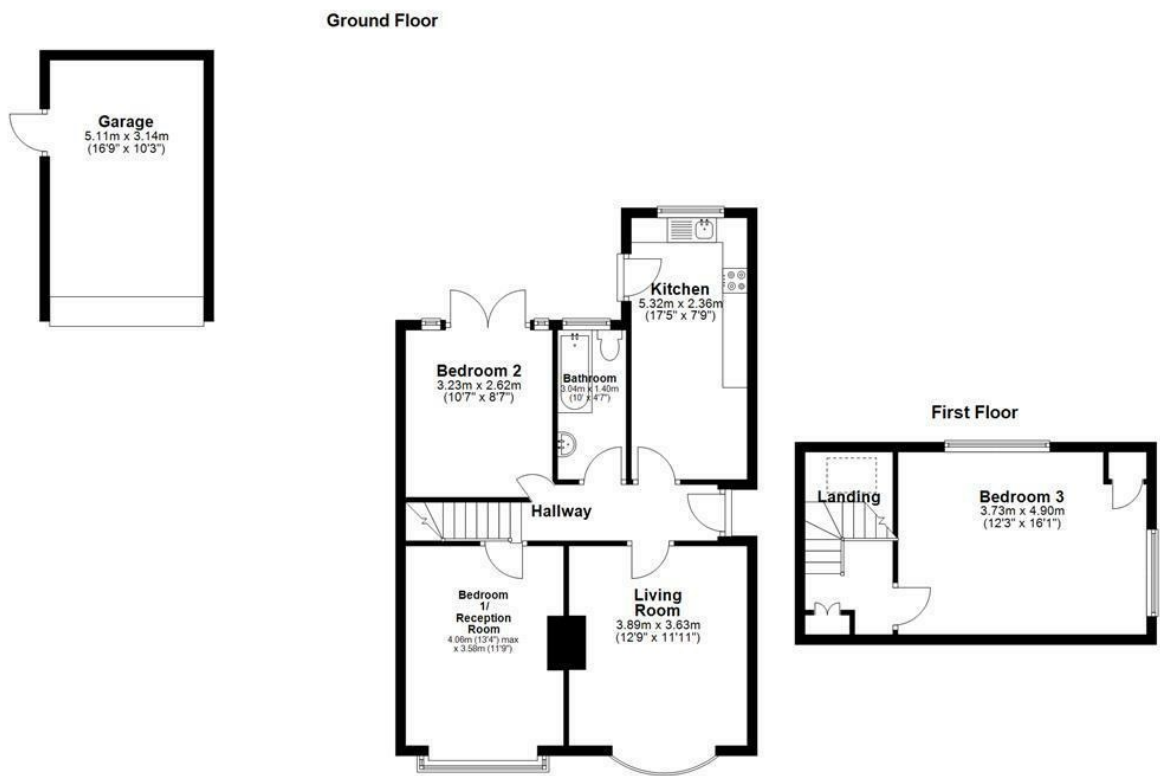 Ground Floor
Garage
5.11m x 3.14m
(16'9" x 10'3")
Kitchen
5.32m x 2.36m
(17'5" x 7'9")
Bedroom 2
3.23m x 2.62m
(10'7" x 8'7")
Bathroom
3.04m x 1.40m
(10' x 4'7")
Hallway
Bedroom
1/
Reception
Room
4.06m (13'4") max
x 3.58m (11'9")
Living
Room
3.89m x 3.63m
(12'9" x 11'11")
First Floor
Landing
Bedroom 3
3.73m x 4.90m
(12'3" x 16'1")